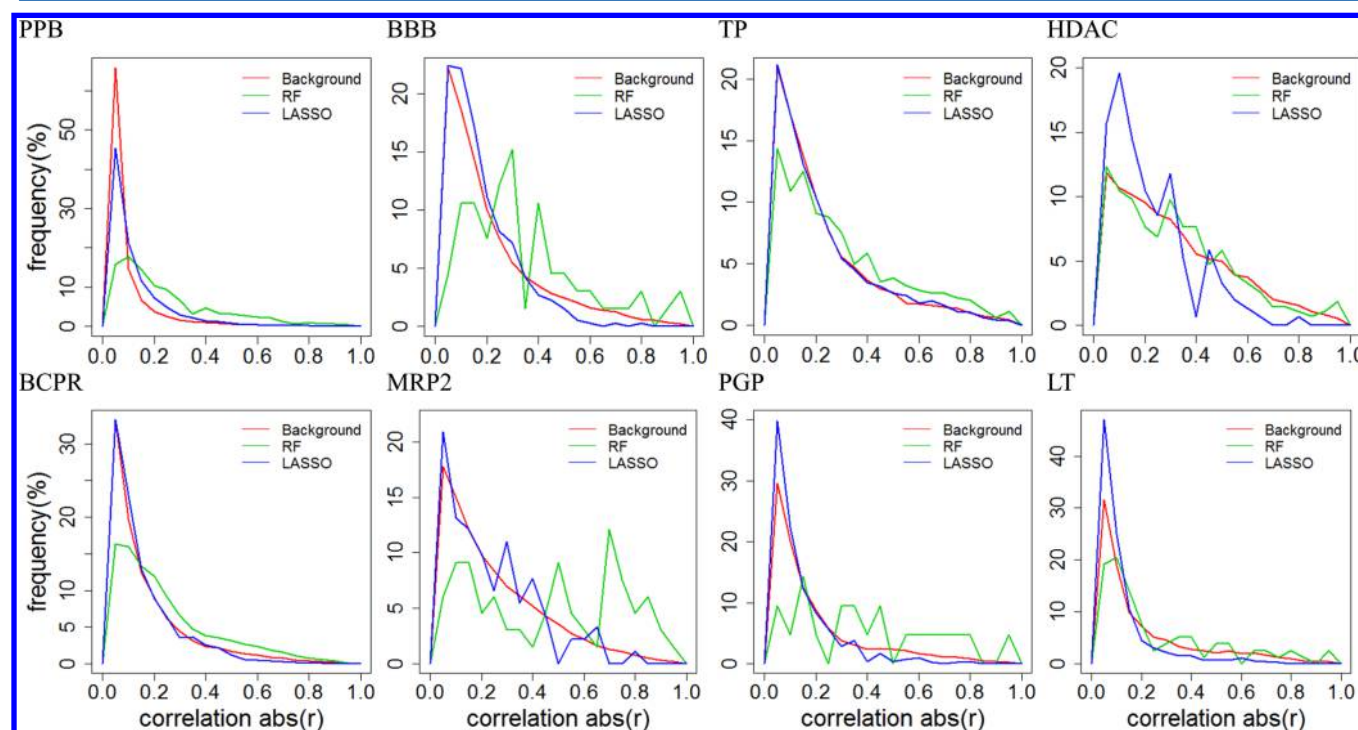 PPB
BBB
TP
HDAC
frequency(%)
0 10 30 50
Background
RF
LASSO
0.0 0.2 0.4 0.6 0.8 1.0
0 5 10 15 20
Background
RF
LASSO
0.0 0.2 0.4 0.6 0.8 1.0
0 5 10 15 20
Background
RF
LASSO
0.0 0.2 0.4 0.6 0.8 1.0
0 5 10 15 20
Background
RF
LASSO
0.0 0.2 0.4 0.6 0.8 1.0
BCPR
MRP2
PGP
LT
frequency(%)
0 5 10 20 30
Background
RF
LASSO
0.0 0.2 0.4 0.6 0.8 1.0
correlation abs(r)
0 5 10 15 20
Background
RF
LASSO
0.0 0.2 0.4 0.6 0.8 1.0
correlation abs(r)
0 10 20 30 40
Background
RF
LASSO
0.0 0.2 0.4 0.6 0.8 1.0
correlation abs(r)
0 10 20 30 40
Background
RF
LASSO
0.0 0.2 0.4 0.6 0.8 1.0
correlation abs(r)